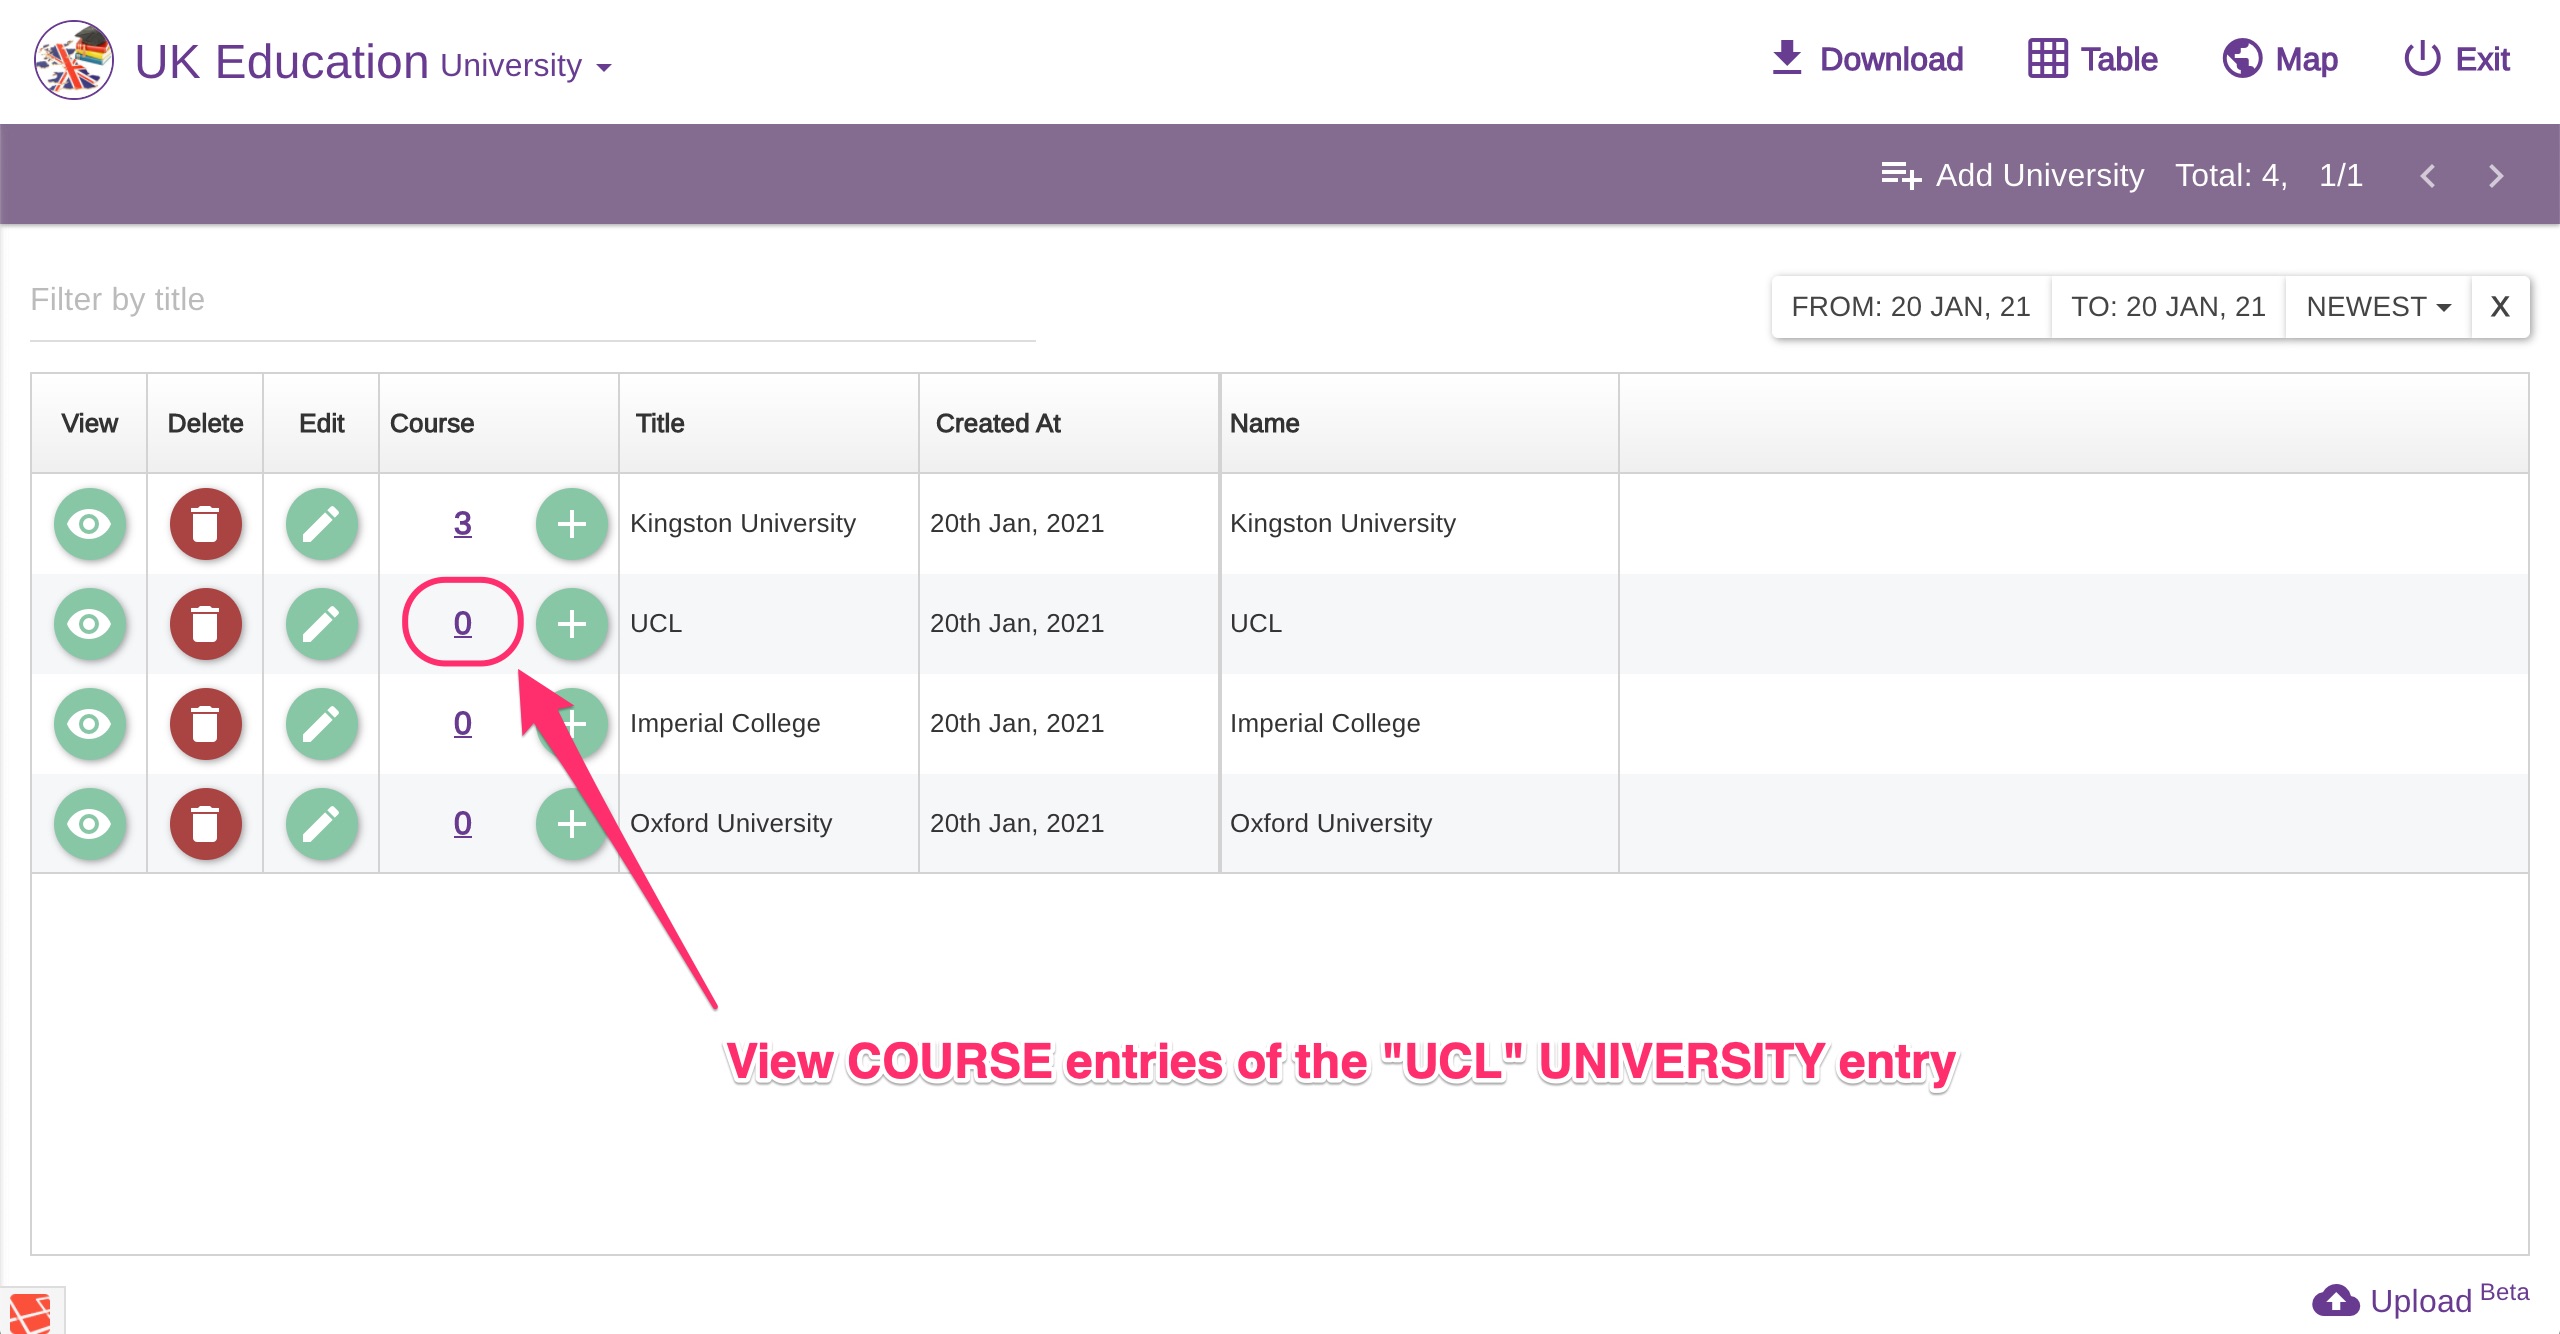 UK Education University
Download
Table
Map
Exit
Add University
Total: 4,
1/1
Filter by title
FROM: 20 JAN, 21
TO: 20 JAN, 21
NEWEST
X
View Delete Edit Course Title Created At Name
3 Kingston University 20th Jan, 2021 Kingston University
0 UCL 20th Jan, 2021 UCL
0 Imperial College 20th Jan, 2021 Imperial College
0 Oxford University 20th Jan, 2021 Oxford University
View COURSE entries of the "UCL" UNIVERSITY entry
Upload Beta